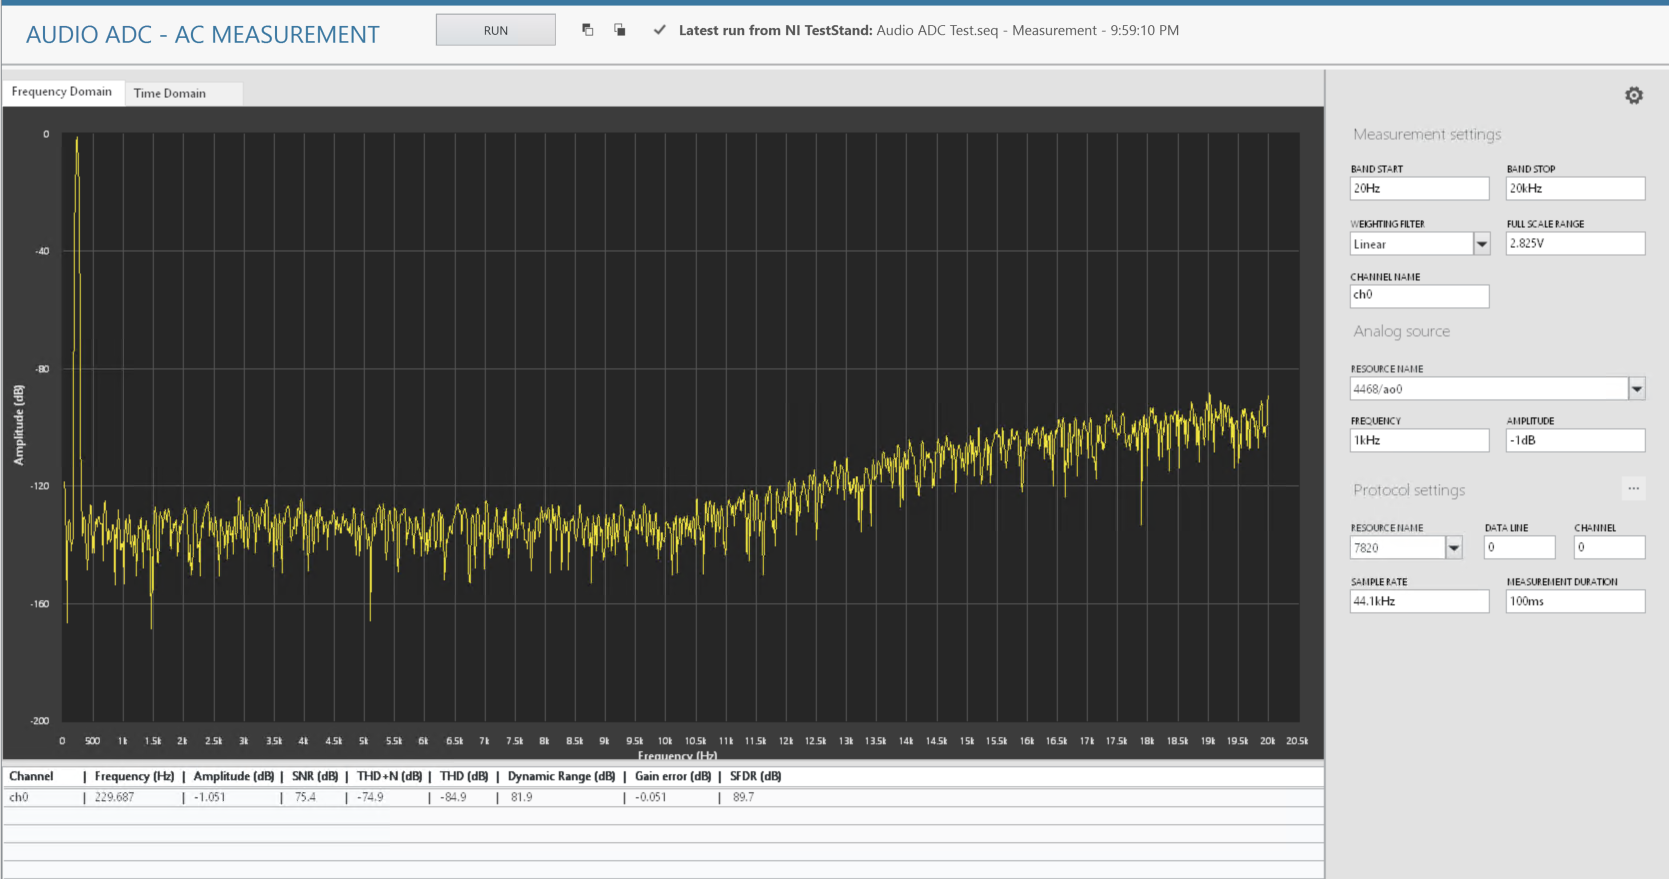 AUDIO ADC - AC MEASUREMENT
RUN
Latest run from NI TestStand: Audio ADC Test.seq - Measurement - 9:59:10 PM
Frequency Domain
Time Domain
0
-40
-80
-120
-160
-200
Amplitude (dB)
0 500 1k 1.5k 2k 2.5k 3k 3.5k 4k 4.5k 5k 5.5k 6k 6.5k 7k 7.5k 8k 8.5k 9k 9.5k 10k 10.5k 11k 11.5k 12k 12.5k 13k 13.5k 14k 14.5k 15k 15.5k 16k 16.5k 17k 17.5k 18k 18.5k 19k 19.5k 20k 20.5k
Frequency (Hz)
Channel | Frequency (Hz) | Amplitude (dB) | SNR (dB) | THD+N (dB) | THD (dB) | Dynamic Range (dB) | Gain error (dB) | SFDR (dB)
ch0 | 229.687 | -1.051 | 75.4 | -74.9 | -84.9 | 81.9 | -0.051 | 89.7
Measurement settings
BAND START BAND STOP
20Hz 20kHz
WEIGHTING FILTER FULL SCALE RANGE
Linear 2.825V
CHANNEL NAME
ch0
Analog source
RESOURCE NAME
4468/ao0
FREQUENCY AMPLITUDE
1kHz -1dB
Protocol settings
...
RESOURCE NAME DATA LINE CHANNEL
7820 0 0
SAMPLE RATE MEASUREMENT DURATION
44.1kHz 100ms